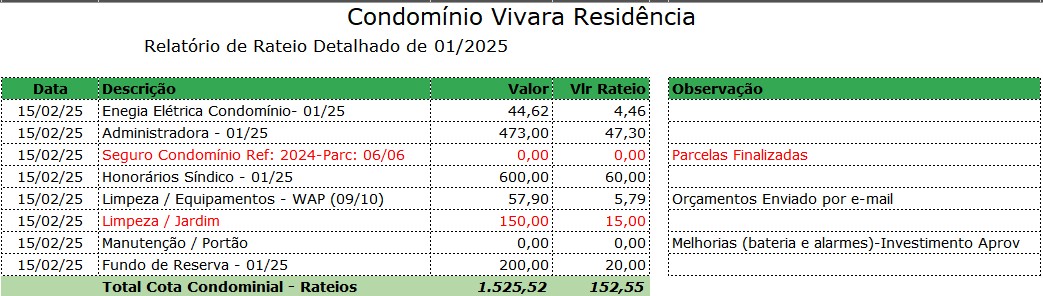 Condomínio Vivara Residência
Relatório de Rateio Detalhado de 01/2025
Data Descrição Valor Vlr Rateio Observação
15/02/25 Enegia Elétrica Condomínio- 01/25 44,62 4,46
15/02/25 Administradora - 01/25 473,00 47,30
15/02/25 Seguro Condomínio Ref: 2024-Parc: 06/06 0,00 0,00 Parcelas Finalizadas
15/02/25 Honorários Síndico - 01/25 600,00 60,00
15/02/25 Limpeza / Equipamentos - WAP (09/10) 57,90 5,79 Orçamentos Enviado por e-mail
15/02/25 Limpeza / Jardim 150,00 15,00
15/02/25 Manutenção / Portão 0,00 0,00 Melhorias (bateria e alarmes)-Investimento Aprov
15/02/25 Fundo de Reserva - 01/25 200,00 20,00
Total Cota Condominial - Rateios 1.525,52 152,55